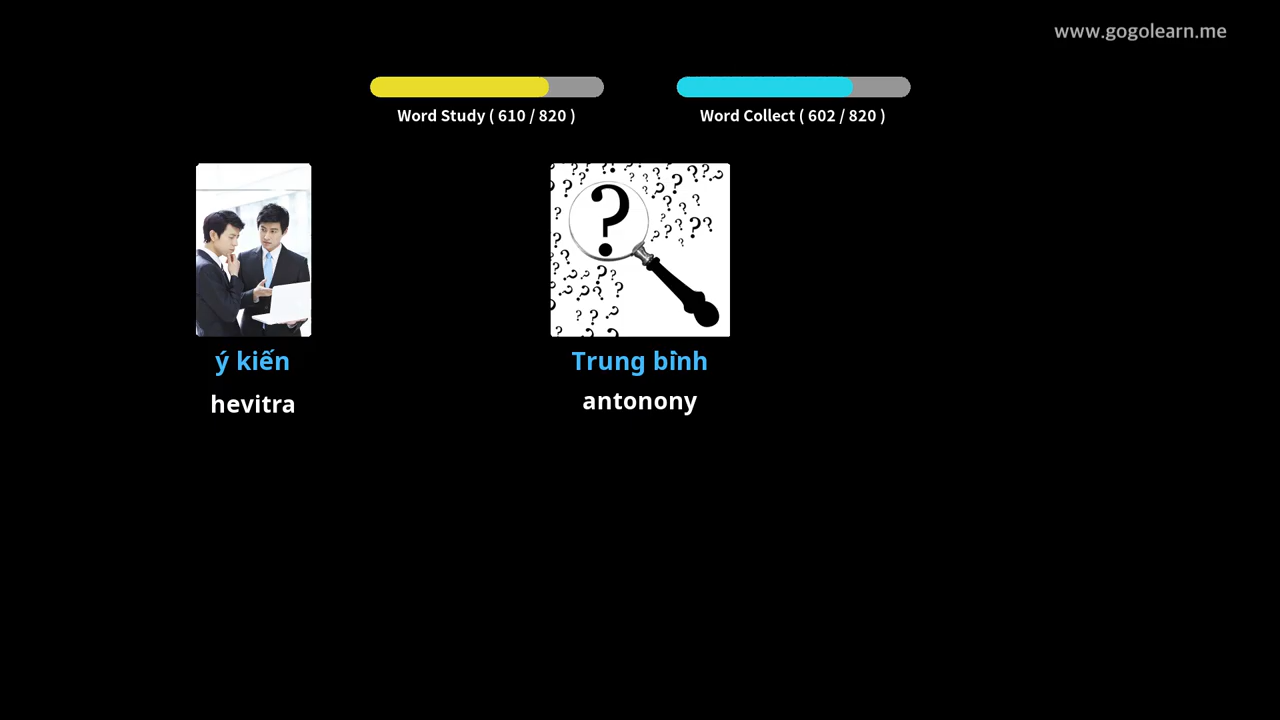 www.gogolearn.me
Word Study ( 610 / 820 )
Word Collect ( 602 / 820 )
ý kiến
hevitra
Trung bình
antonony